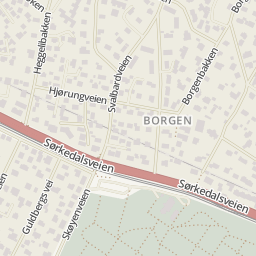 Heggelibakken
Svalbardveien
Hjørungveien
Borgenbakken
BORGEN
Sørkedalsveien
Sørkedalsveien
Guldbergs vei
Skøyenveien